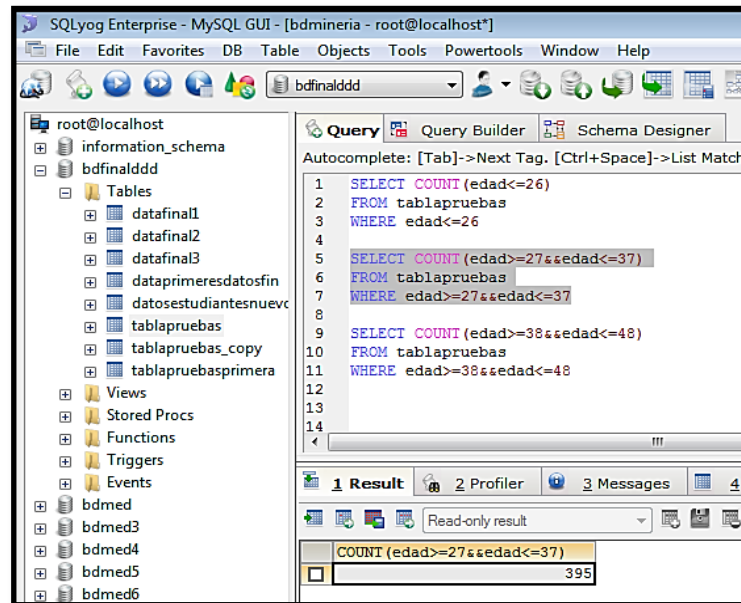 SQLyog Enterprise - MySQL GUI - [bdmineria - root@localhost*]
File Edit Favorites DB Table Objects Tools Powertools Window Help
bdfinalddd
root@localhost
information_schema
bdfinalddd
Tables
datafinal1
datafinal2
datafinal3
dataprimeresdatosfin
datosestudiantesnuevo
tablapruebas
tablapruebas_copy
tablapruebasprimera
Views
Stored Procs
Functions
Triggers
Events
bdmed
bdmed3
bdmed4
bdmed5
bdmed6
Query Query Builder Schema Designer
Autocomplete: [Tab]->Next Tag. [Ctrl+Space]->List Match
1 SELECT COUNT(edad<=26)
2 FROM tablapruebas
3 WHERE edad<=26
4
5 SELECT COUNT(edad>=27&&edad<=37)
6 FROM tablapruebas
7 WHERE edad>=27&&edad<=37
8
9 SELECT COUNT(edad>=38&&edad<=48)
10 FROM tablapruebas
11 WHERE edad>=38&&edad<=48
12
13
14
1 Result 2 Profiler 3 Messages 4
Read-only result
COUNT(edad>=27&&edad<=37)
395